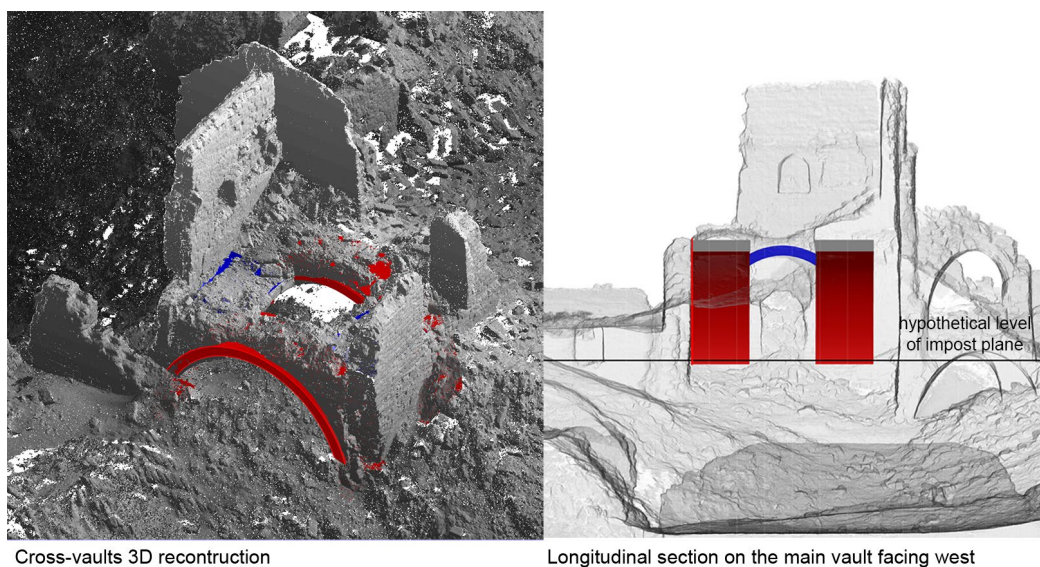 hypothetical level
of impost plane
Cross-vaults 3D recontruction
Longitudinal section on the main vault facing west